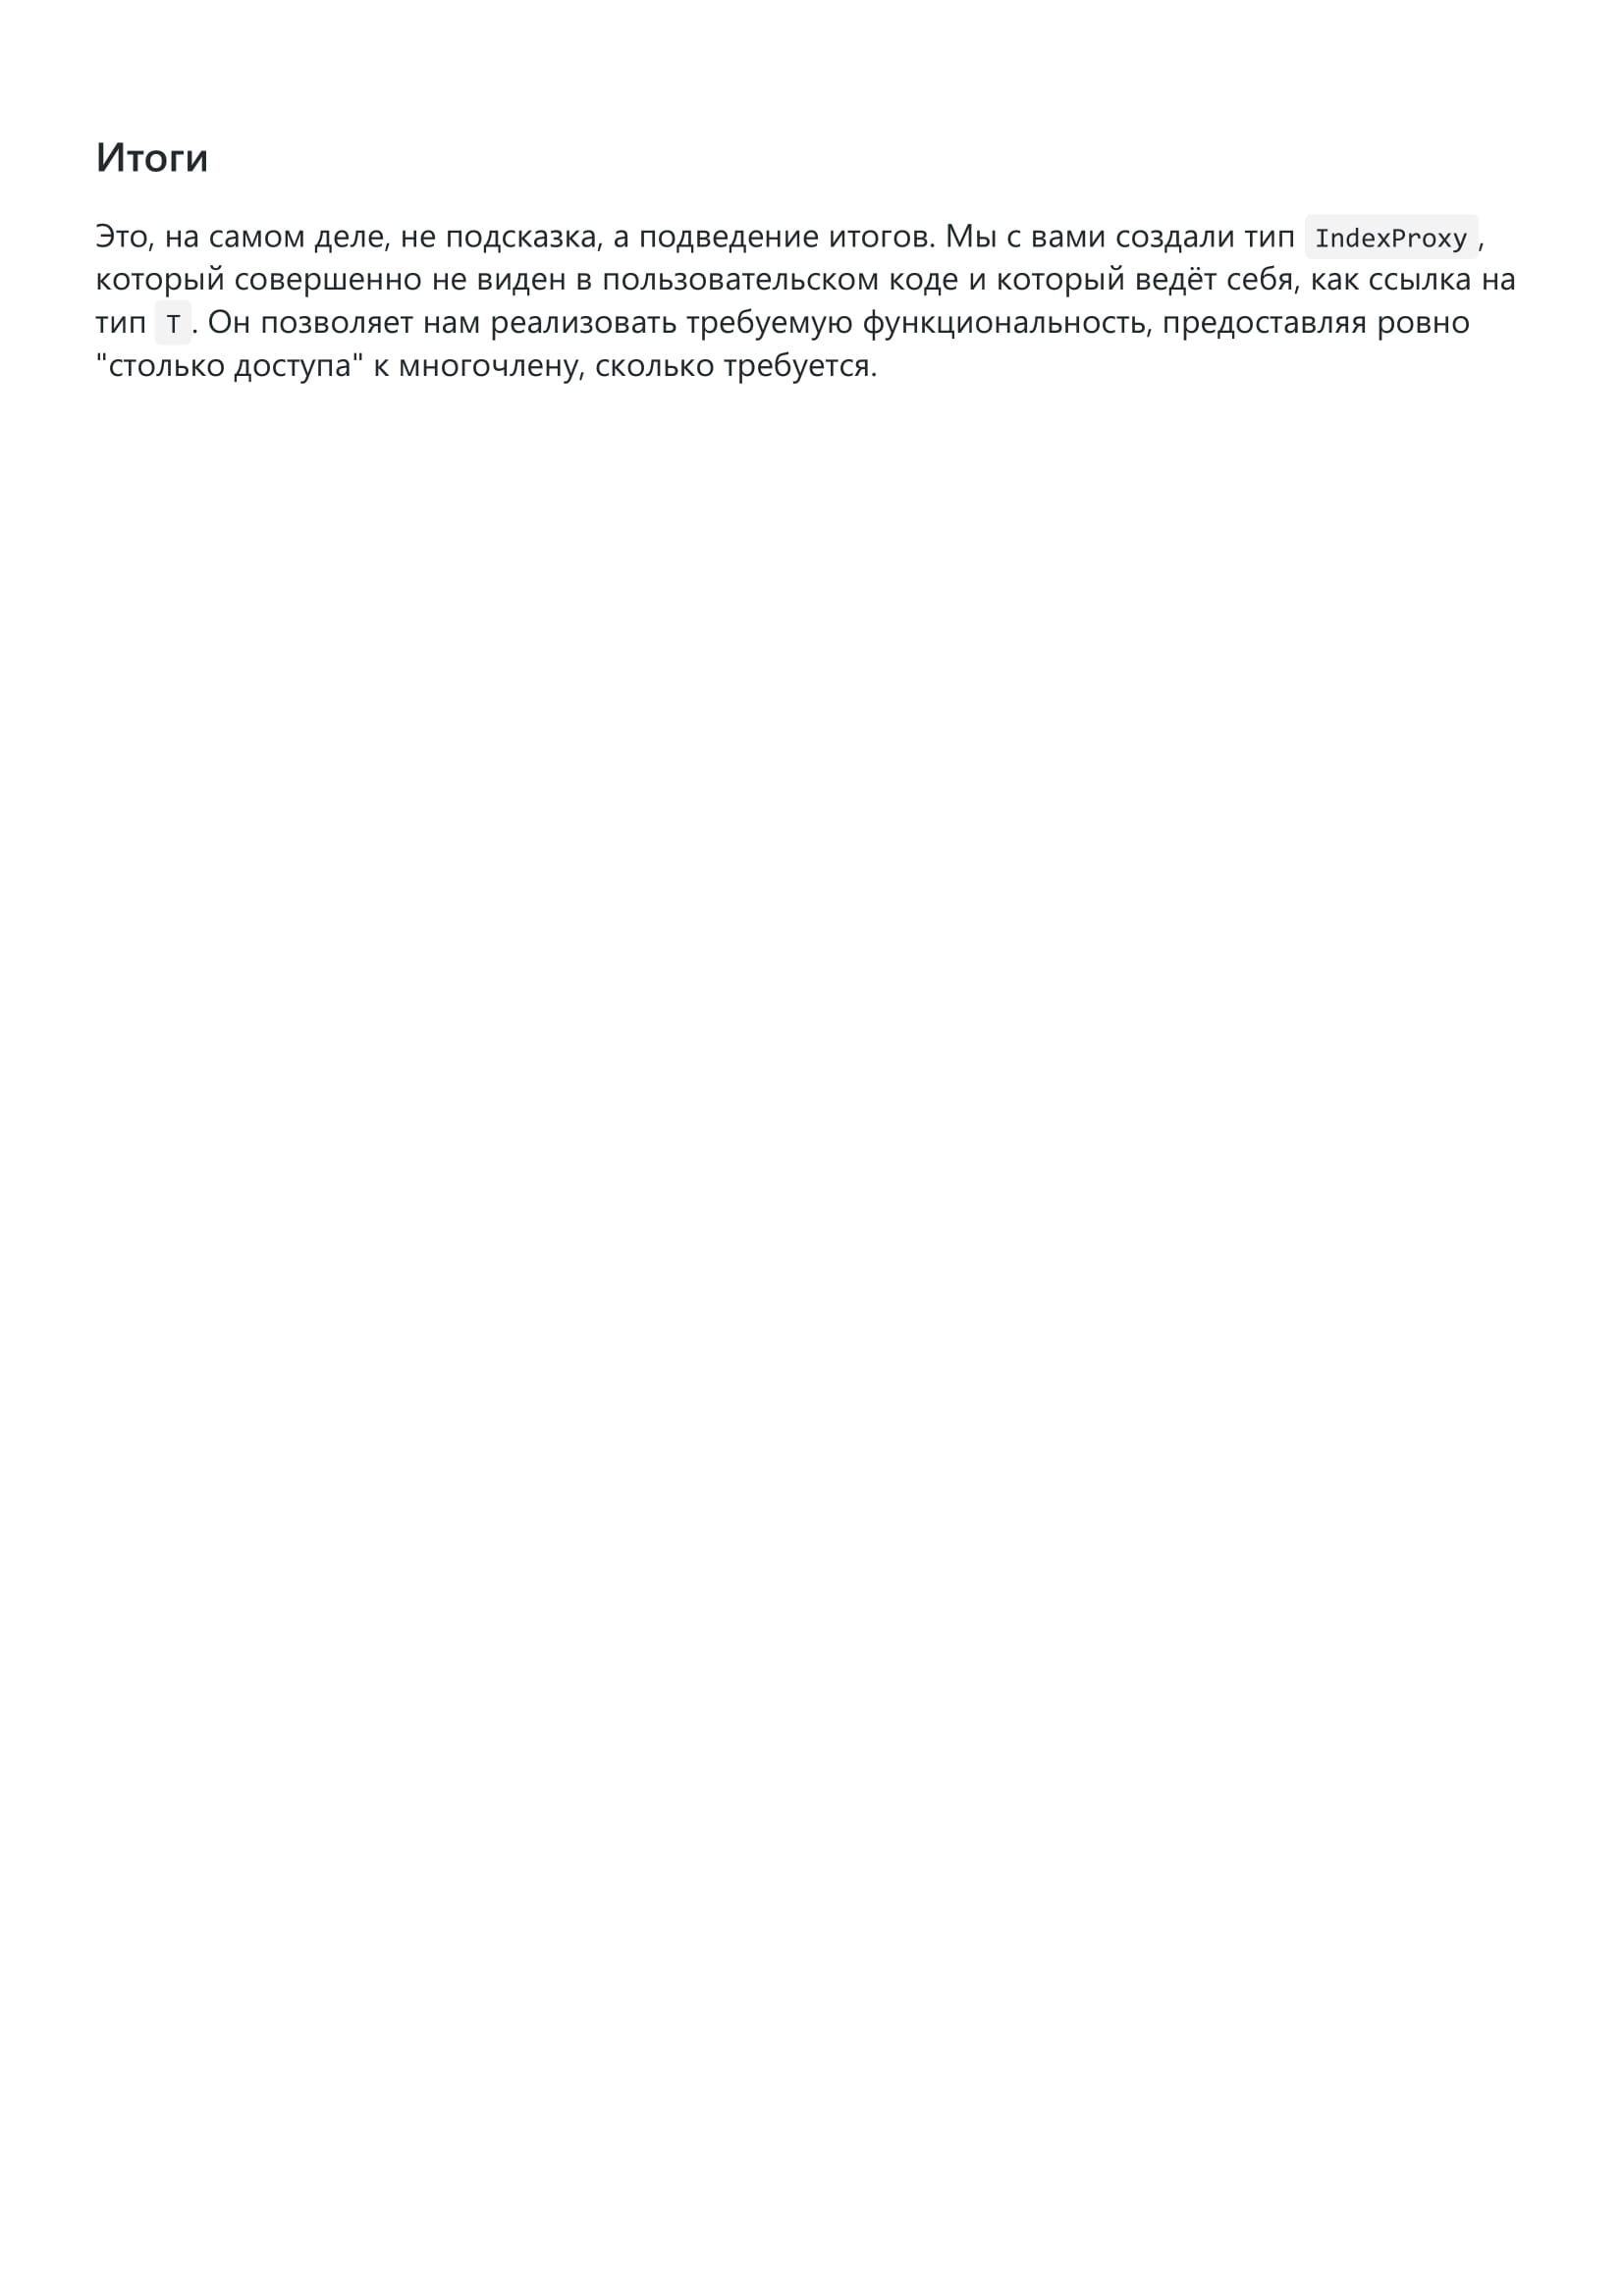 Итоги
Это, на самом деле, не подсказка, а подведение итогов. Мы с вами создали тип IndexProxy,
который совершенно не виден в пользовательском коде и который ведёт себя, как ссылка на
тип T. Он позволяет нам реализовать требуемую функциональность, предоставляя ровно
"столько доступа" к многочлену, сколько требуется.